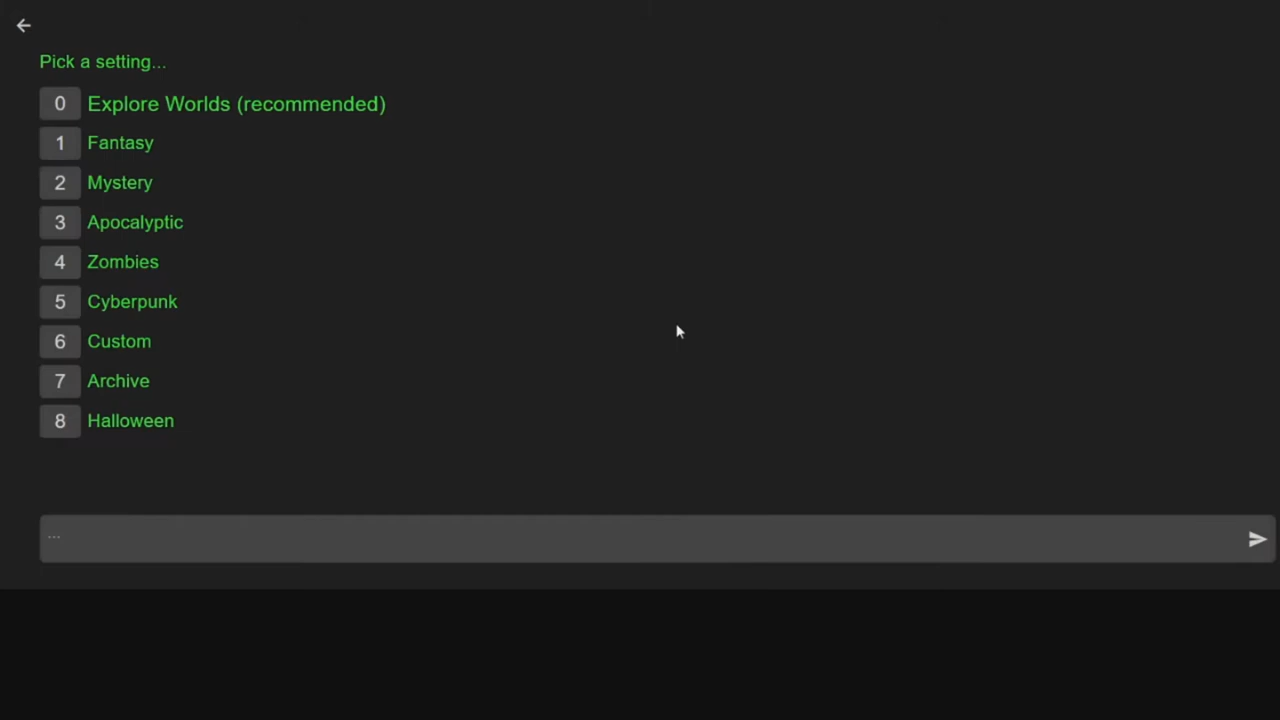 Pick a setting...
0 Explore Worlds (recommended)
1 Fantasy
2 Mystery
3 Apocalyptic
4 Zombies
5 Cyberpunk
6 Custom
7 Archive
8 Halloween
...